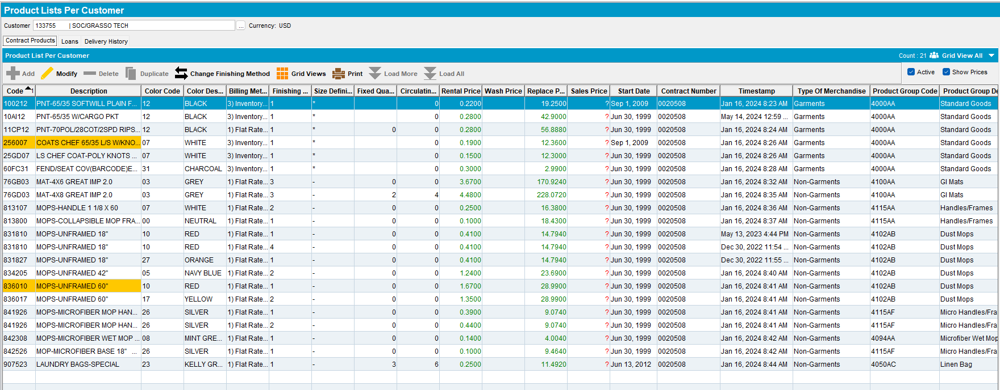 Product Lists Per Customer
Customer 133755 | SOC/GRASSO TECH ... Currency: USD
Contract Products Loans Delivery History
Product List Per Customer Count : 21 Grid View All
Add Modify Delete Duplicate Change Finishing Method Grid Views Print Load More Load All Active Show Prices
Code 1 Description Color Code Color Des... Billing Met... Finishing ... Size Defini... Fixed Qua... Circulatin... Rental Price Wash Price Replace P... Sales Price Start Date Contract Number Timestamp Type Of Merchandise Product Group Code Product Group De
100212 PNT-65/35 SOFTWILL PLAIN F... 12 BLACK 3) Inventory... 1 * 0 0.2200 19.2500 ? Sep 1, 2009 0020508 Jan 16, 2024 8:23 AM Garments 4000AA Standard Goods
10AI12 PNT-65/35 W/CARGO PKT 12 BLACK 3) Inventory... 1 * 0 0.2800 42.9000 ? Jun 30, 1999 0020508 May 14, 2024 12:59 ... Garments 4000AA Standard Goods
11CP12 PNT-70POL/28COT/2SPD RIPS... 12 BLACK 1) Flat Rate... 1 * 0 0 0.2800 56.8880 ? Jun 30, 1999 0020508 Jan 16, 2024 8:24 AM Garments 4000AA Standard Goods
256007 COATS CHEF 65/35 L/S W/KNO... 07 WHITE 3) Inventory... 1 * 0 0.1900 12.3600 ? Sep 1, 2009 0020508 Jan 16, 2024 8:26 AM Garments 4000AA Standard Goods
25GD07 LS CHEF COAT-POLY KNOTS ... 07 WHITE 3) Inventory... 1 * 0 0.1500 12.3000 ? Jun 30, 1999 0020508 Jan 16, 2024 8:26 AM Garments 4000AA Standard Goods
60FC31 FEND/SEAT COV(BARCODE)E... 31 CHARCOAL 3) Inventory... 1 * 0 0.3000 2.9900 ? Jun 30, 1999 0020508 Jan 16, 2024 8:28 AM Garments 4000AA Standard Goods
76GB03 MAT-4X6 GREAT IMP 2.0 03 GREY 1) Flat Rate... 3 - 0 0 3.6700 170.9240 ? Jun 30, 1999 0020508 Jan 16, 2024 8:32 AM Non-Garments 4100AA GI Mats
76GD03 MAT-4X8 GREAT IMP 2.0 03 GREY 1) Flat Rate... 3 - 2 4 4.4800 228.0720 ? Jun 30, 1999 0020508 Jan 16, 2024 8:35 AM Non-Garments 4100AA GI Mats
813107 MOPS-HANDLE 1 1/8 X 60 07 WHITE 1) Flat Rate... 2 - 0 0 0.2500 16.3800 ? Jun 30, 1999 0020508 Jan 16, 2024 8:36 AM Non-Garments 4115AA Handles/Frames
813800 MOPS-COLLAPSIBLE MOP FRA... 00 NEUTRAL 1) Flat Rate... 1 - 0 0 0.1000 18.4300 ? Jun 30, 1999 0020508 Jan 16, 2024 8:37 AM Non-Garments 4115AA Handles/Frames
831810 MOPS-UNFRAMED 18" 10 RED 1) Flat Rate... 1 - 0 0 0.4100 14.7940 ? Jun 30, 1999 0020508 May 13, 2023 4:44 PM Non-Garments 4102AB Dust Mops
831810 MOPS-UNFRAMED 18" 10 RED 1) Flat Rate... 4 - 0 0 0.4100 14.7940 ? Jun 30, 1999 0020508 Dec 30, 2022 11:54 ... Non-Garments 4102AB Dust Mops
831827 MOPS-UNFRAMED 18" 27 ORANGE 1) Flat Rate... 1 - 0 0 0.4100 14.7940 ? Jun 30, 1999 0020508 Dec 30, 2022 11:55 ... Non-Garments 4102AB Dust Mops
834205 MOPS-UNFRAMED 42" 05 NAVY BLUE 1) Flat Rate... 2 - 0 0 1.2400 23.6900 ? Jun 30, 1999 0020508 Jan 16, 2024 8:40 AM Non-Garments 4102AB Dust Mops
836010 MOPS-UNFRAMED 60" 10 RED 1) Flat Rate... 1 - 0 0 1.6700 28.9900 ? Jun 30, 1999 0020508 Jan 16, 2024 8:41 AM Non-Garments 4102AB Dust Mops
836017 MOPS-UNFRAMED 60" 17 YELLOW 1) Flat Rate... 2 - 0 0 1.3500 28.9900 ? Jun 30, 1999 0020508 Jan 16, 2024 8:41 AM Non-Garments 4102AB Dust Mops
841926 MOPS-MICROFIBER MOP HAN... 26 SILVER 1) Flat Rate... 1 - 0 0 0.3900 9.0740 ? Jun 30, 1999 0020508 Jan 16, 2024 8:41 AM Non-Garments 4115AF Micro Handles/Fra
841926 MOPS-MICROFIBER MOP HAN... 26 SILVER 1) Flat Rate... 2 - 0 0 0.4400 9.0740 ? Jun 30, 1999 0020508 Jan 16, 2024 8:41 AM Non-Garments 4115AF Micro Handles/Fra
842308 MOPS-MICROFIBER WET MOP ... 08 MINT GRE... 1) Flat Rate... 1 - 0 0 0.1400 4.0040 ? Jun 30, 1999 0020508 Jan 16, 2024 8:42 AM Non-Garments 4094AA Microfiber Wet Mop
842526 MOP-MICROFIBER BASE 18" ... 26 SILVER 1) Flat Rate... 1 - 0 0 0.1000 9.4640 ? Jun 30, 1999 0020508 Jan 16, 2024 8:42 AM Non-Garments 4115AF Micro Handles/Fra
907523 LAUNDRY BAGS-SPECIAL 23 KELLY GR... 1) Flat Rate... 1 - 3 6 0.2500 11.4920 ? Jun 13, 2012 0020508 Jan 16, 2024 8:44 AM Non-Garments 4050AC Linen Bag